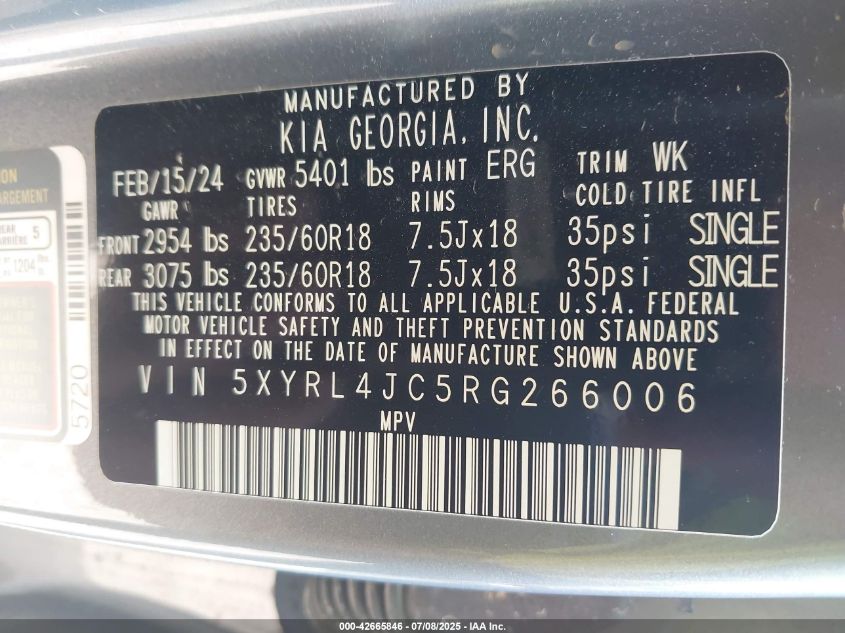 MANUFACTURED BY
KIA GEORGIA, INC.
FEB/15/24 GVWR 5401 lbs PAINT ERG TRIM WK
GAWR TIRES RIMS COLD TIRE INFL
FRONT 2954 lbs 235/60R18 7.5Jx18 35psi SINGLE
REAR 3075 lbs 235/60R18 7.5Jx18 35psi SINGLE
THIS VEHICLE CONFORMS TO ALL APPLICABLE U.S.A. FEDERAL
MOTOR VEHICLE SAFETY AND THEFT PREVENTION STANDARDS
IN EFFECT ON THE DATE OF MANUFACTURE SHOWN ABOVE
VIN 5XYRL4JC5RG266006
MPV
5
1204 lbs.
5720
000-42665846 - 07/08/2025 - IAA Inc.